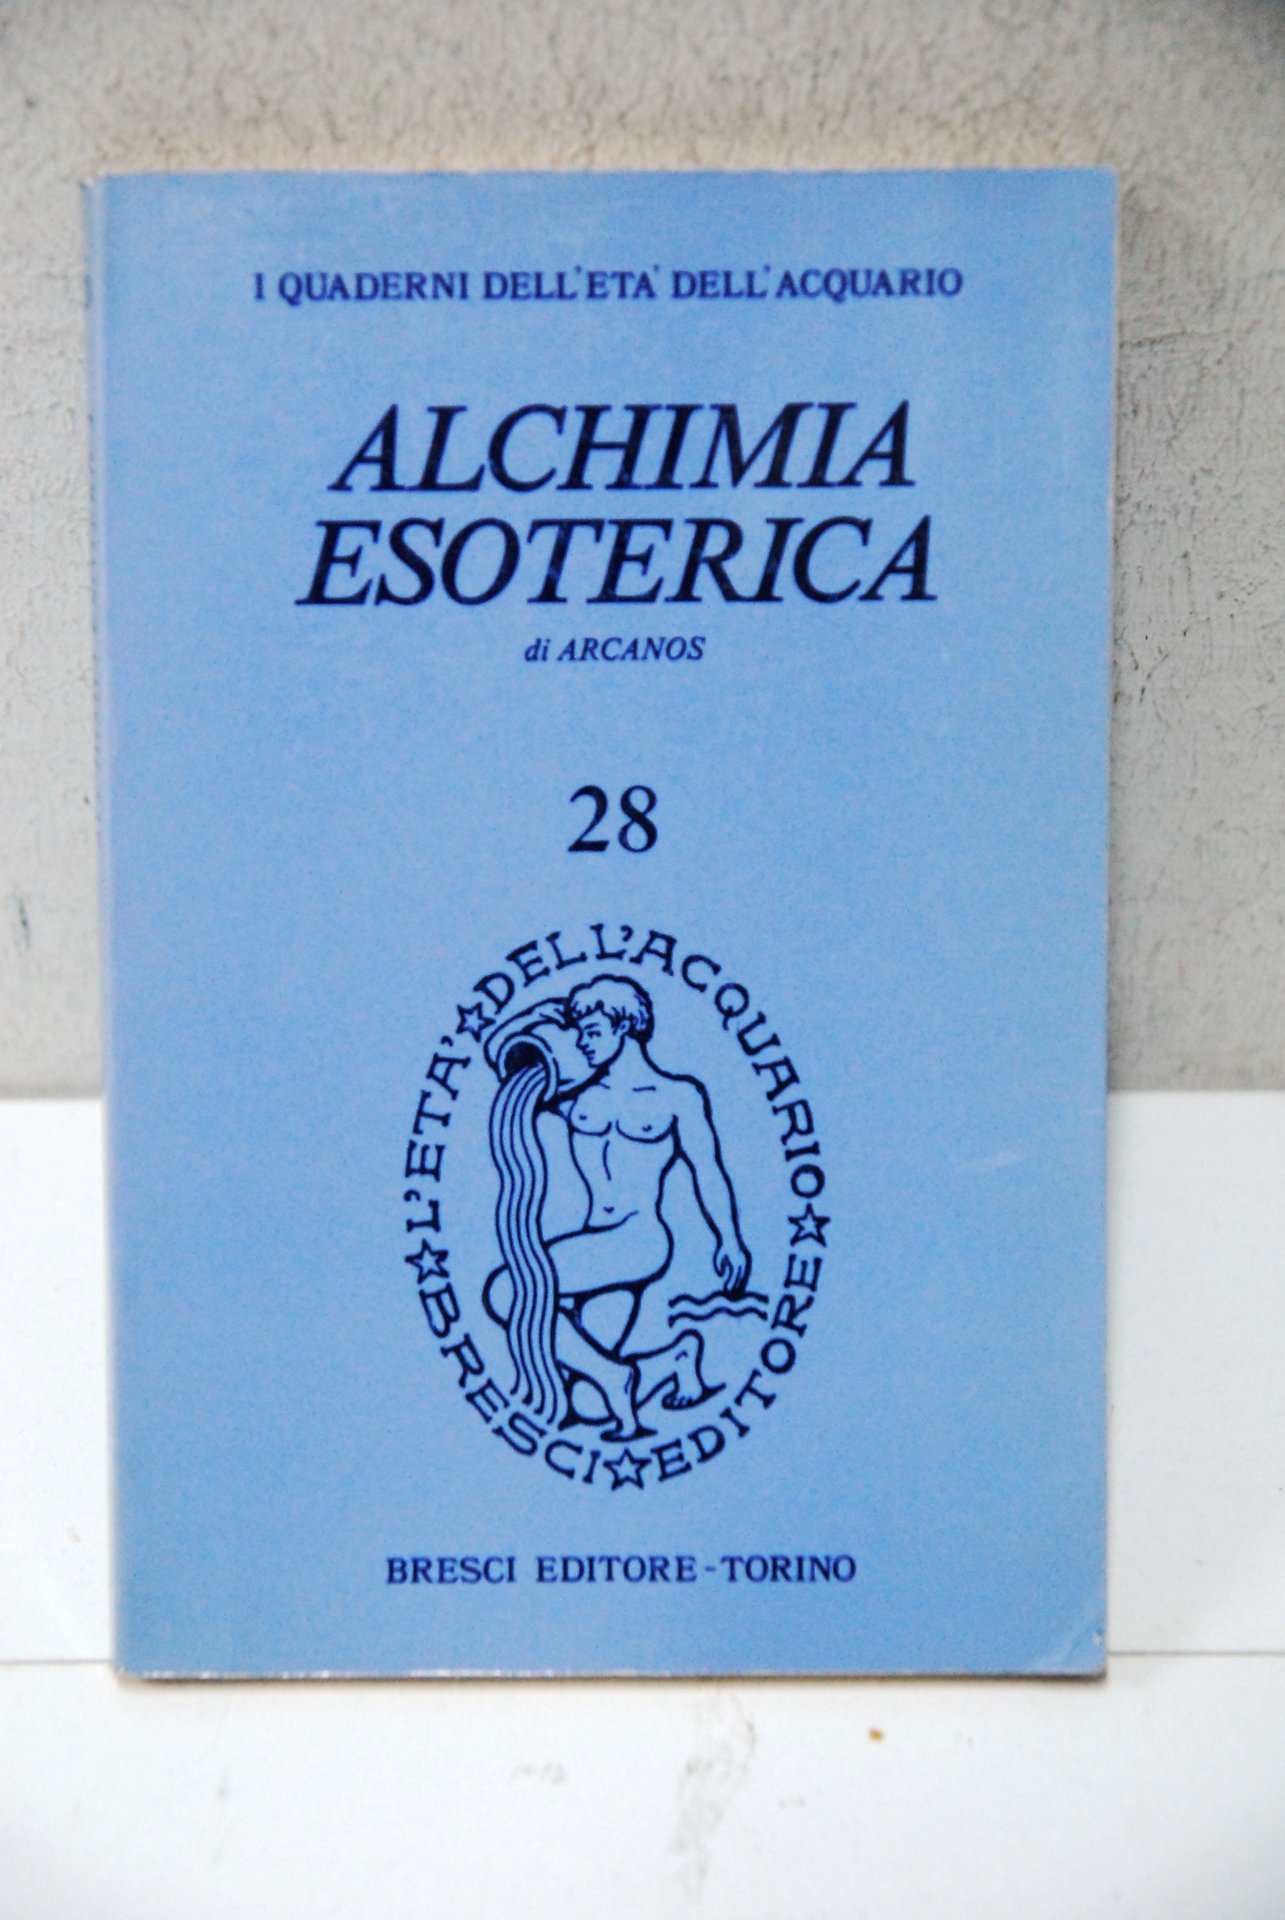 I QUADERNI DELL'ETA' DELL'ACQUARIO
ALCHIMIA
ESOTERICA
di ARCANOS
28
L'ETA' ☆ DELL'ACQUARIO
☆ BRESCI ☆ EDITORE ☆
BRESCI EDITORE - TORINO